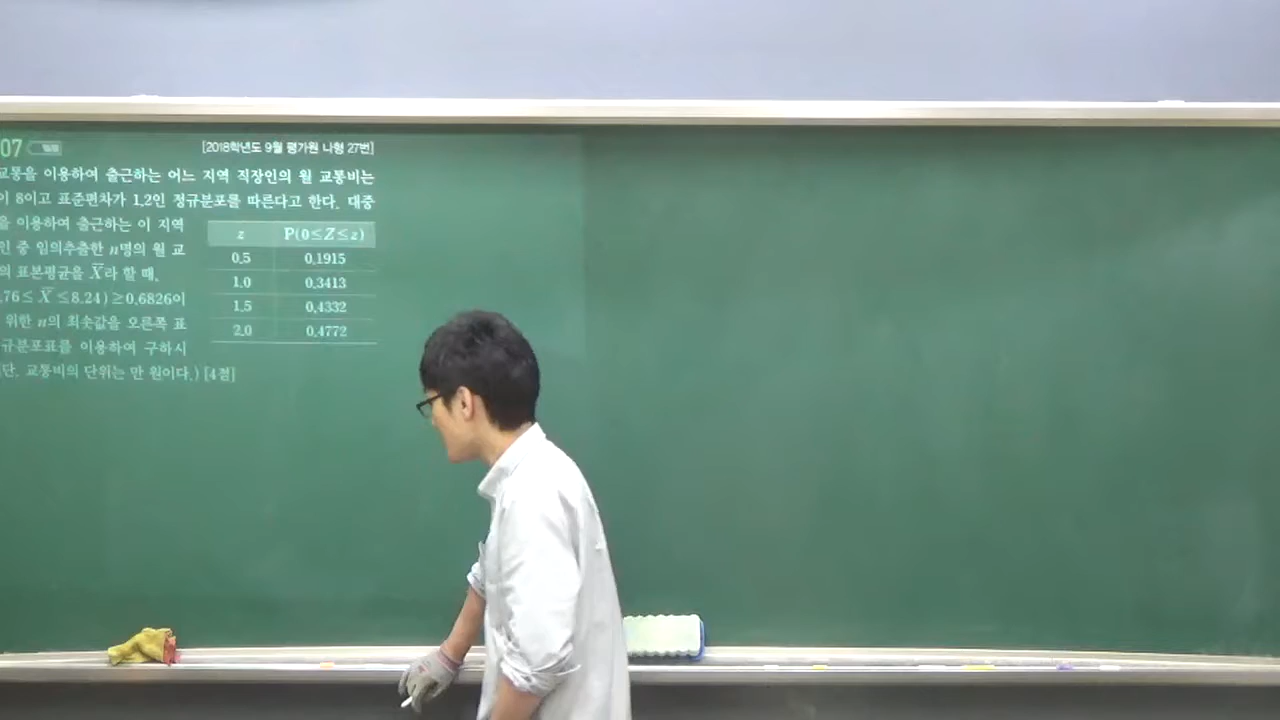 07
[2018학년도 9월 평가원 나형 27번]
교통을 이용하여 출근하는 어느 지역 직장인의 월 교통비는
이 8이고 표준편차가 1.2인 정규분포를 따른다고 한다. 대중
을 이용하여 출근하는 이 지역
인 중 임의추출한 n명의 월 교
의 표본평균을 X̄라 할 때,
.76≤X̄≤8.24)≥0.6826이
위한 n의 최솟값을 오른쪽 표
규분포표를 이용하여 구하시
단, 교통비의 단위는 만 원이다.) [4점]
z P(0≤Z≤z)
0.5 0.1915
1.0 0.3413
1.5 0.4332
2.0 0.4772